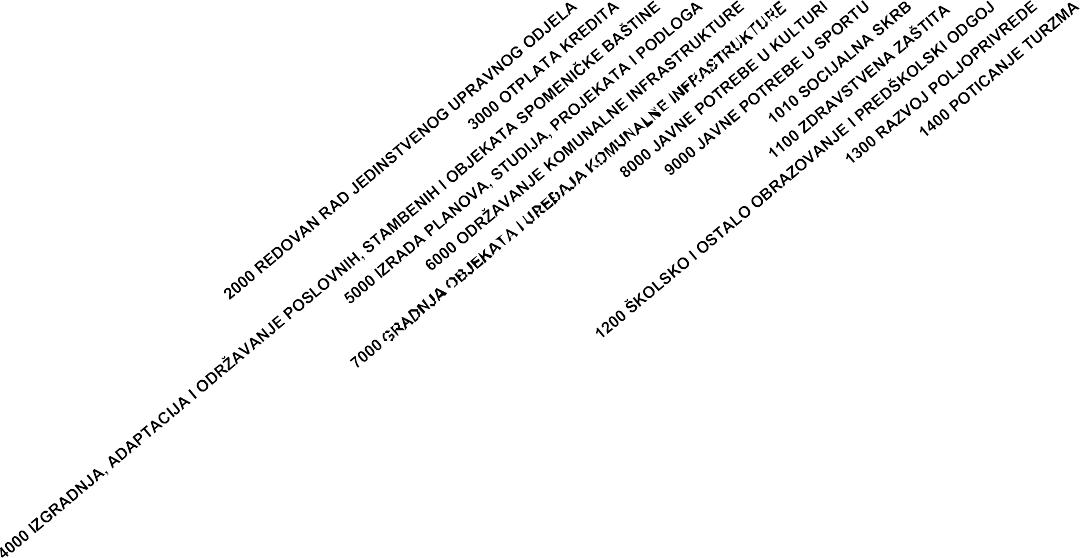 2000 REDOVAN RAD JEDINSTVENOG UPRAVNOG ODJELA
3000 OTPLATA KREDITA
4000 IZGRADNJA, ADAPTACIJA I ODRŽAVANJE POSLOVNIH, STAMBENIH I OBJEKATA SPOMENIČKE BAŠTINE
5000 IZRADA PLANOVA, STUDIJA, PROJEKATA I PODLOGA
6000 ODRŽAVANJE KOMUNALNE INFRASTRUKTURE
7000 GRADNJA OBJEKATA I UREĐAJA KOMUNALNE INFRASTRUKTURE
8000 JAVNE POTREBE U KULTURI
9000 JAVNE POTREBE U SPORTU
1010 SOCIJALNA SKRB
1100 ZDRAVSTVENA ZAŠTITA
1200 ŠKOLSKO I OSTALO OBRAZOVANJE I PREDŠKOLSKI ODGOJ
1300 RAZVOJ POLJOPRIVREDE
1400 POTICANJE TURZMA